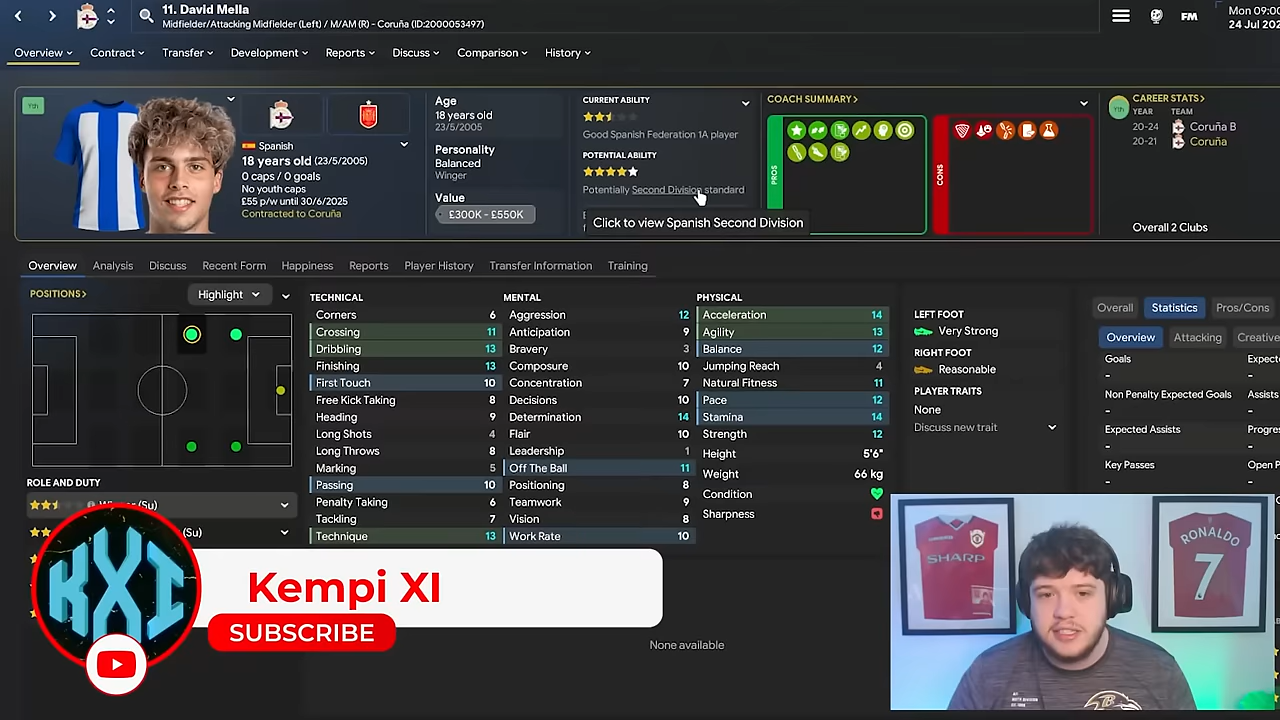 11. David Mella
Midfielder/Attacking Midfielder (Left) / M/AM (R) - Coruña (ID:2000053497)
FM
Mon 09:00
24 Jul 202
Overview
Contract
Transfer
Development
Reports
Discuss
Comparison
History
Yth
Spanish
18 years old (23/5/2005)
0 caps / 0 goals
No youth caps
£55 p/w until 30/6/2025
Contracted to Coruña
Age
18 years old
23/5/2005
Personality
Balanced
Winger
Value
£300K - £550K
CURRENT ABILITY
Good Spanish Federation 1A player
POTENTIAL ABILITY
Potentially Second Division standard
Click to view Spanish Second Division
COACH SUMMARY>
PROS
CONS
Yth
CAREER STATS>
YEAR TEAM
20-24 Coruña B
20-21 Coruña
Overall 2 Clubs
Overview
Analysis
Discuss
Recent Form
Happiness
Reports
Player History
Transfer Information
Training
POSITIONS>
Highlight
ROLE AND DUTY
Winger (Su)
(Su)
TECHNICAL
Corners 6
Crossing 11
Dribbling 13
Finishing 13
First Touch 10
Free Kick Taking 8
Heading 9
Long Shots 4
Long Throws 8
Marking 5
Passing 10
Penalty Taking 6
Tackling 7
Technique 13
MENTAL
Aggression 12
Anticipation 9
Bravery 3
Composure 10
Concentration 7
Decisions 10
Determination 14
Flair 10
Leadership 1
Off The Ball 11
Positioning 8
Teamwork 9
Vision 8
Work Rate 10
PHYSICAL
Acceleration 14
Agility 13
Balance 12
Jumping Reach 4
Natural Fitness 11
Pace 12
Stamina 14
Strength 12
Height 5'6"
Weight 66 kg
Condition
Sharpness
LEFT FOOT
Very Strong
RIGHT FOOT
Reasonable
PLAYER TRAITS
None
Discuss new trait
Overall
Statistics
Pros/Cons
Overview
Attacking
Creative
Goals
-
Non Penalty Expected Goals
-
Expected Assists
-
Key Passes
-
Expec
-
Assists
-
Progres
-
Open P
-
None available
KXI
Kempi XI
SUBSCRIBE
SHARP
RONALDO
7